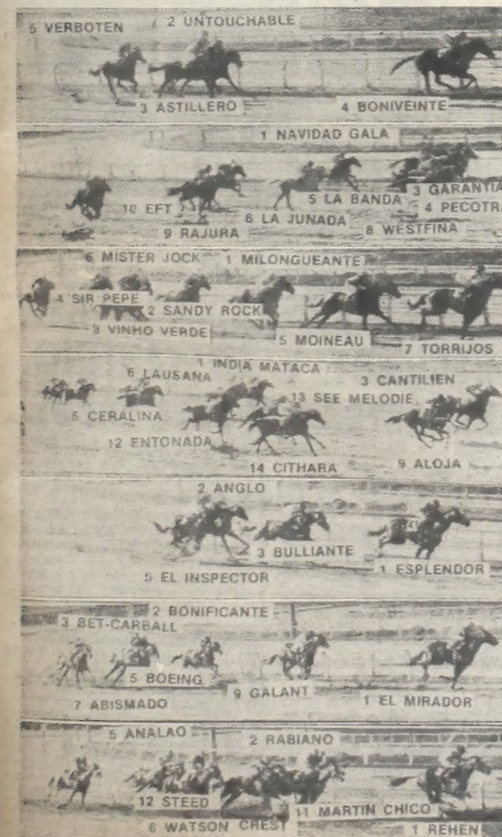 5 VERBOTEN 2 UNTOUCHABLE
3 ASTILLERO 4 BONIVEINTE
1 NAVIDAD GALA
5 LA BANDA 3 GARANTIA
10 EFT 6 LA JUNADA 4 PECOTR
9 RAJURA 8 WESTFINA
6 MISTER JOCK 1 MILONGUEANTE
4 SIR PEPE 2 SANDY ROCK
3 VINHO VERDE 5 MOINEAU 7 TORRIJOS
1 INDIA MATACA
6 LAUSANA 3 CANTILIEN
5 CERALINA 13 SEE MELODIE
12 ENTONADA
14 CITHARA 9 ALOJA
2 ANGLO
3 BULLIANTE
5 EL INSPECTOR 1 ESPLENDOR
2 BONIFICANTE
3 BET-CARBALL
5 BOEING
7 ABISMADO 9 GALANT 1 EL MIRADOR
5 ANALAO 2 RABIANO
12 STEED 11 MARTIN CHICO
6 WATSON CREST 1 REHEN